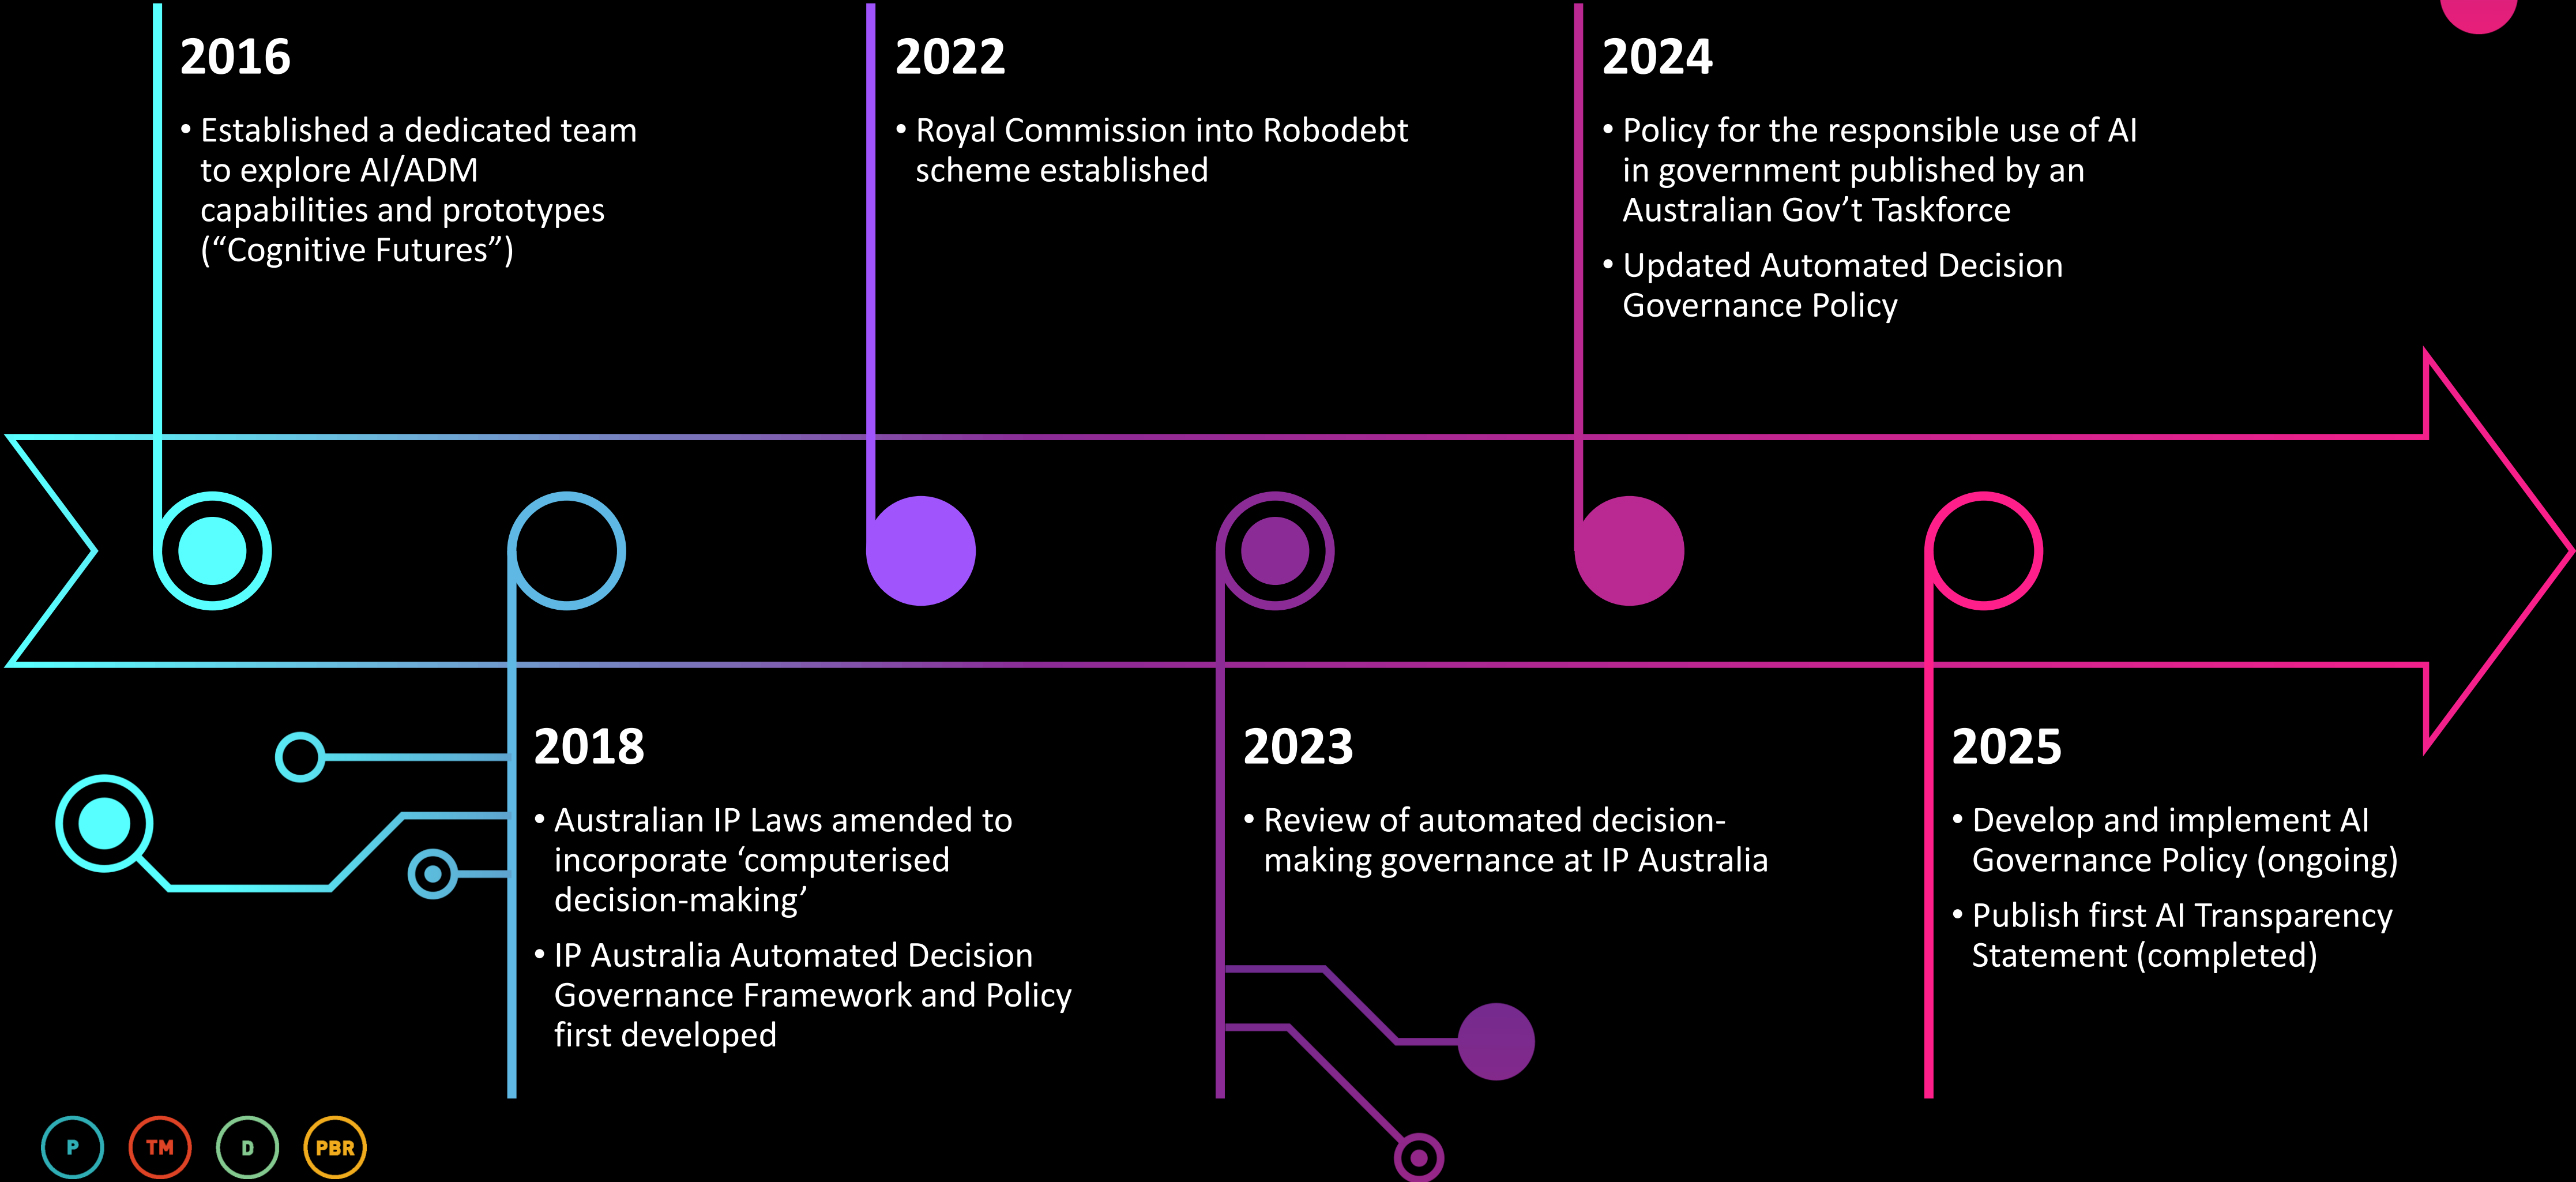 2016
• Established a dedicated team
to explore AI/ADM
capabilities and prototypes
(“Cognitive Futures”)
2018
• Australian IP Laws amended to
incorporate ‘computerised
decision-making’
• IP Australia Automated Decision
Governance Framework and Policy
first developed
2022
• Royal Commission into Robodebt
scheme established
2023
• Review of automated decision-
making governance at IP Australia
2024
• Policy for the responsible use of AI
in government published by an
Australian Gov’t Taskforce
• Updated Automated Decision
Governance Policy
2025
• Develop and implement AI
Governance Policy (ongoing)
• Publish first AI Transparency
Statement (completed)
P
TM
D
PBR